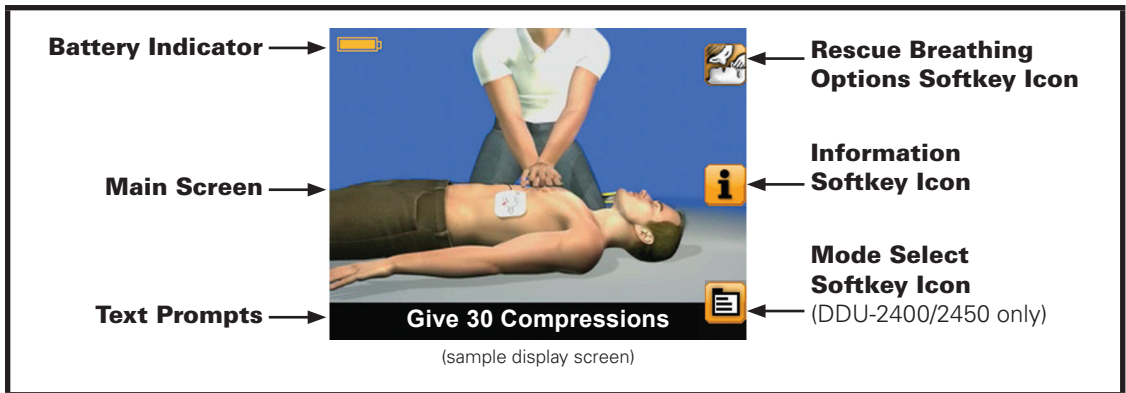 Battery Indicator
Main Screen
Text Prompts
Give 30 Compressions
(sample display screen)
Rescue Breathing
Options Softkey Icon
Information
Softkey Icon
Mode Select
Softkey Icon
(DDU-2400/2450 only)